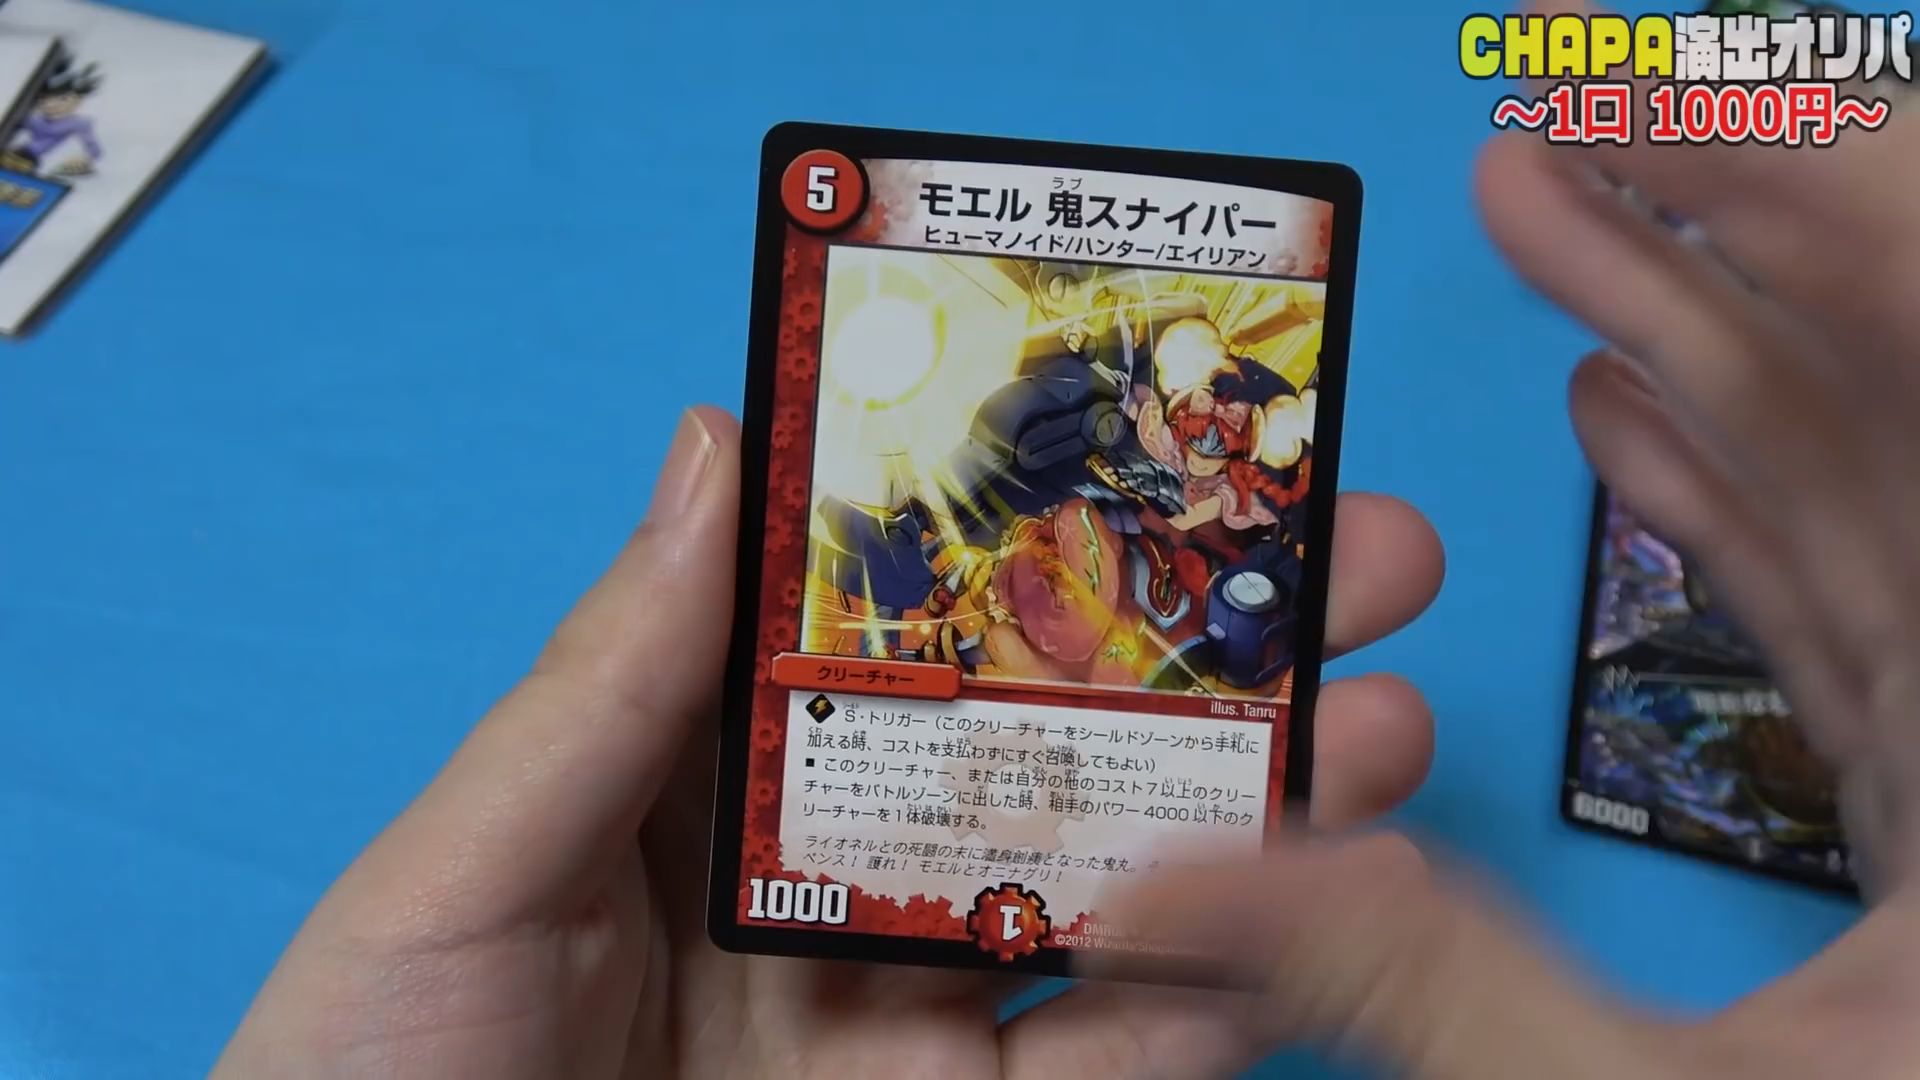 CHAPA演出オリパ
～1口 1000円～
5
ラブ
モエル 鬼スナイパー
ヒューマノイド/ハンター/エイリアン
クリーチャー
illus. Tanru
S・トリガー（このクリーチャーをシールドゾーンから手札に
加える時、コストを支払わずにすぐ召喚してもよい）
■ このクリーチャー、または自分の他のコスト7以上のクリー
チャーをバトルゾーンに出した時、相手のパワー4000以下のク
リーチャーを1体破壊する。
ライオネルとの死闘の末に満身創痍となった鬼丸。
ペンス！ 護れ！ モエルとオニナグリ！
1000
1
©2012 Wizards/Shoga
6000